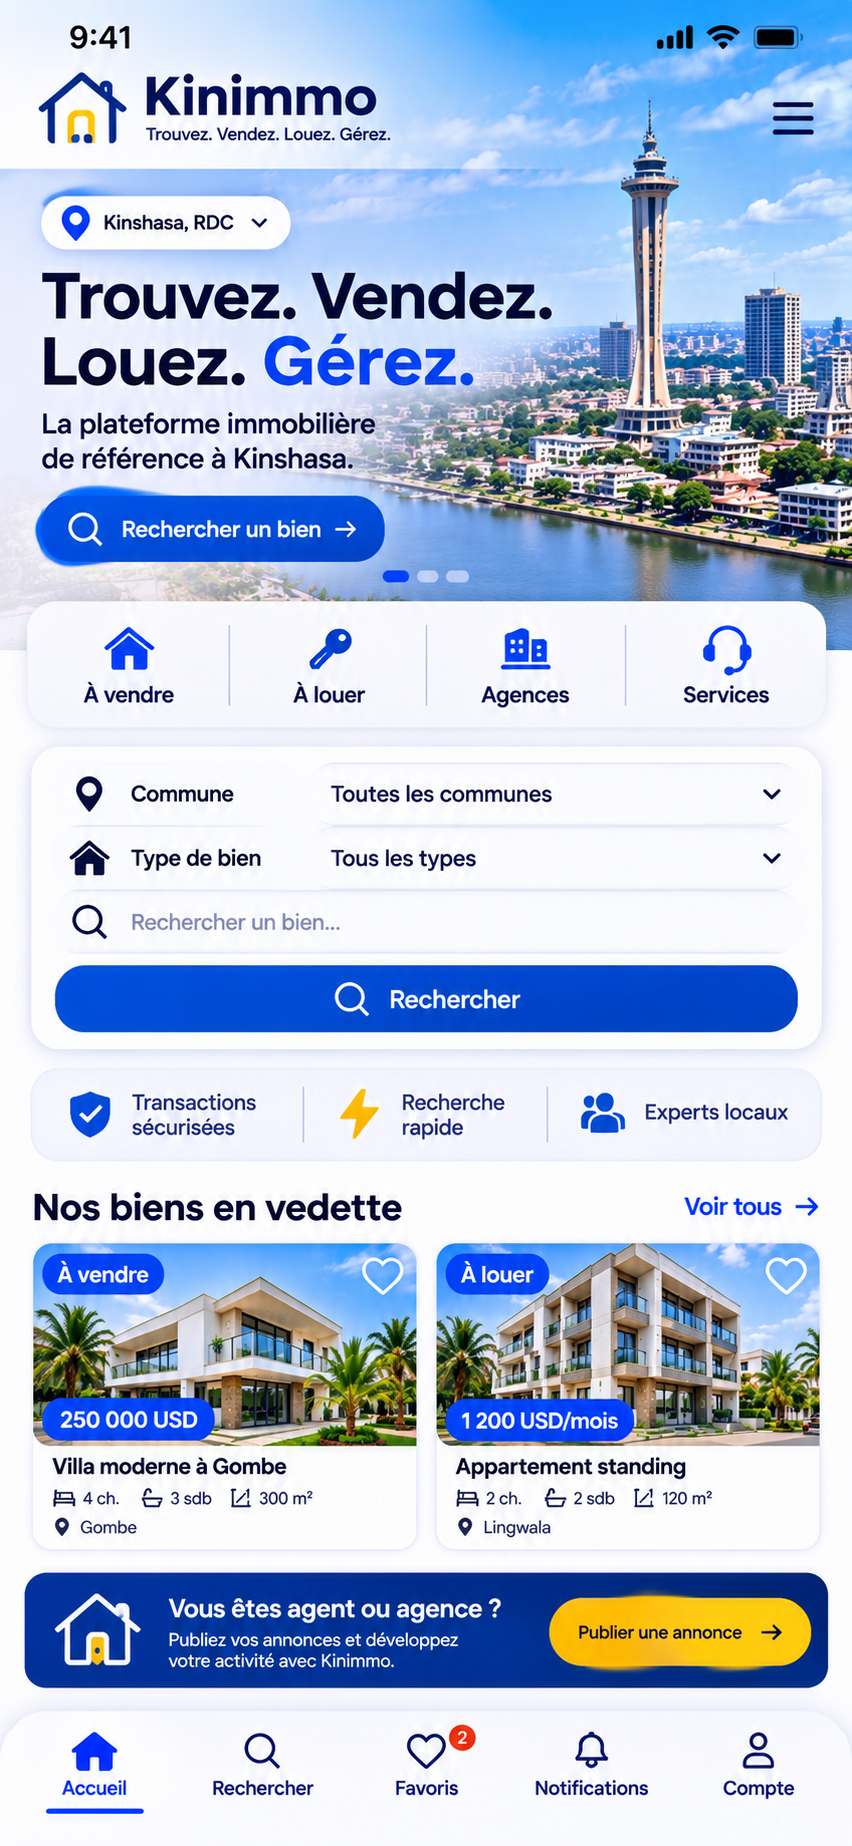 9:41
Kinimmo
Trouvez. Vendez. Louez. Gérez.
Kinshasa, RDC
Trouvez. Vendez.
Louez. Gérez.
La plateforme immobilière
de référence à Kinshasa.
Rechercher un bien →
À vendre
À louer
Agences
Services
Commune
Toutes les communes
Type de bien
Tous les types
Rechercher un bien...
Rechercher
Transactions
sécurisées
Recherche
rapide
Experts locaux
Nos biens en vedette
Voir tous →
À vendre
250 000 USD
Villa moderne à Gombe
4 ch. 3 sdb 300 m²
Gombe
À louer
1 200 USD/mois
Appartement standing
2 ch. 2 sdb 120 m²
Lingwala
Vous êtes agent ou agence ?
Publiez vos annonces et développez
votre activité avec Kinimmo.
Publier une annonce →
Accueil
Rechercher
2
Favoris
Notifications
Compte